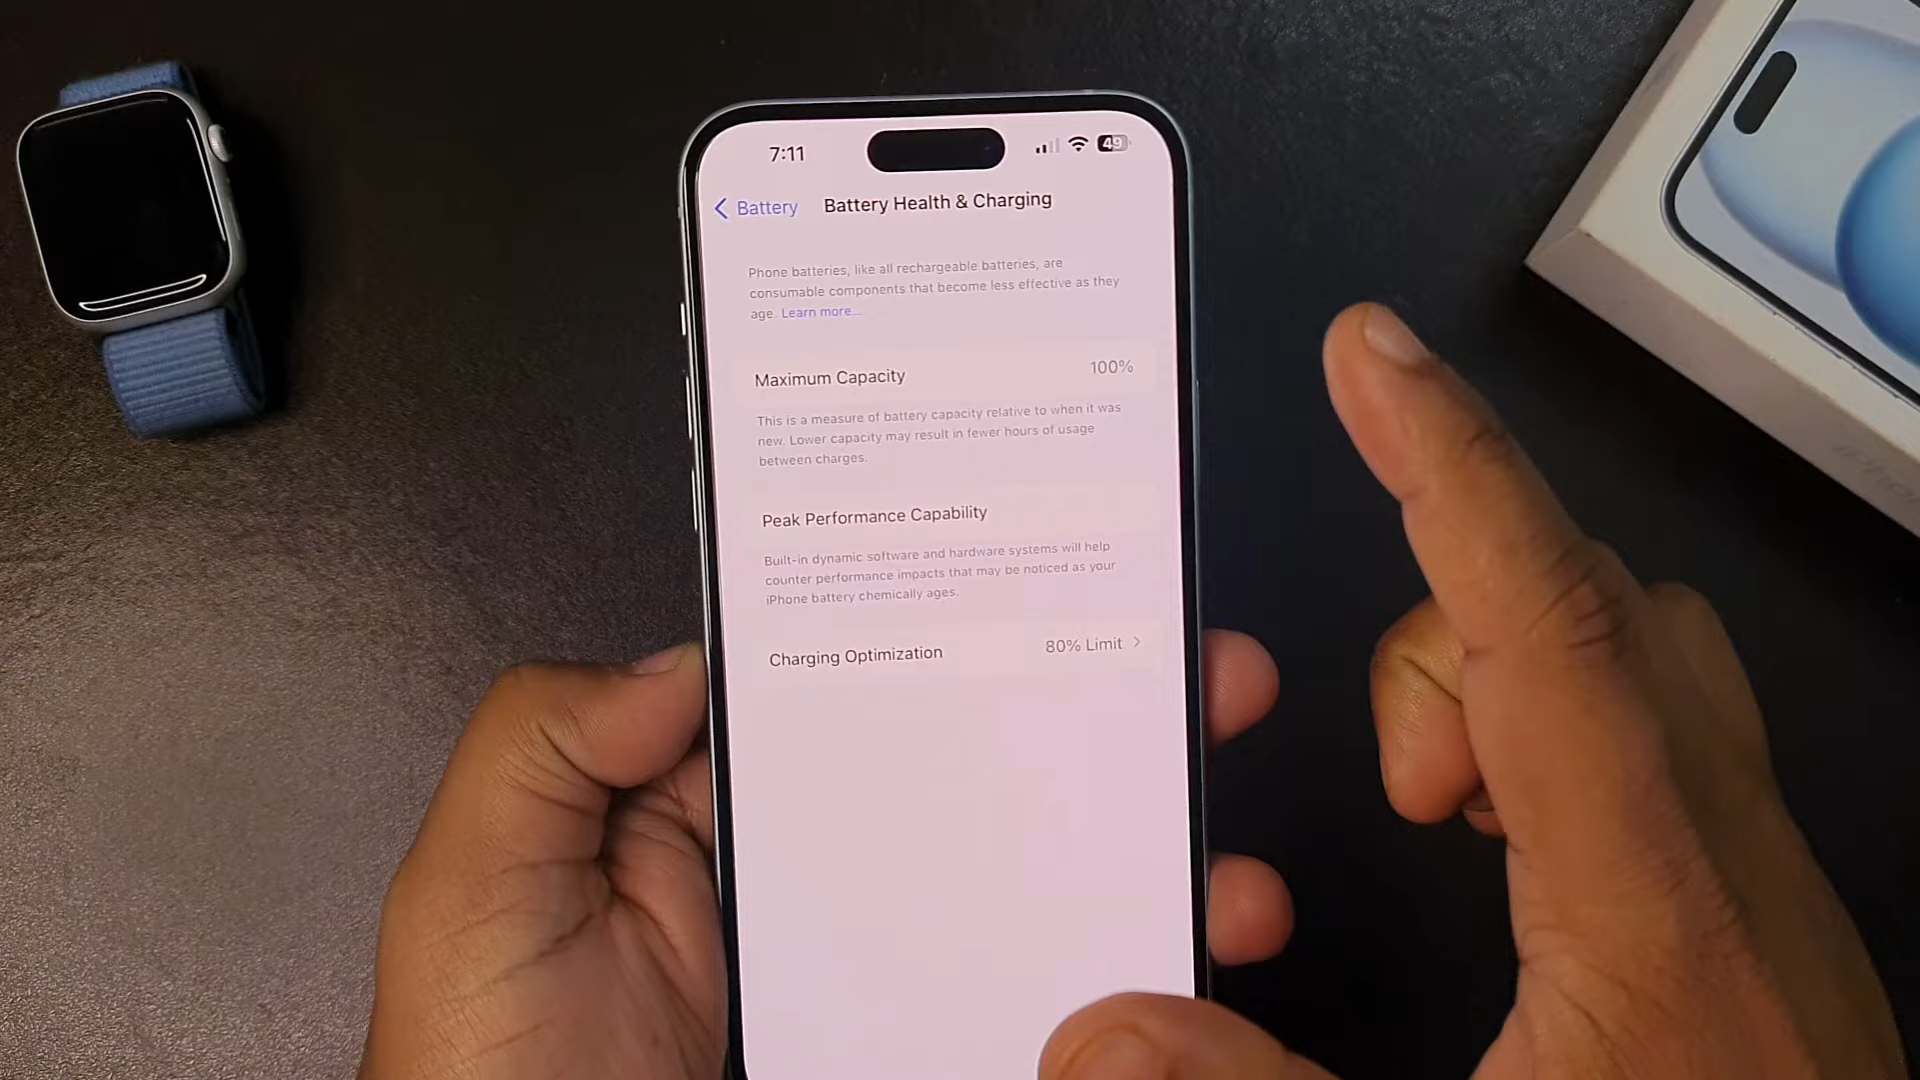 7:11
49
Battery
Battery Health & Charging
Phone batteries, like all rechargeable batteries, are
consumable components that become less effective as they
age. Learn more...
Maximum Capacity 100%
This is a measure of battery capacity relative to when it was
new. Lower capacity may result in fewer hours of usage
between charges.
Peak Performance Capability
Built-in dynamic software and hardware systems will help
counter performance impacts that may be noticed as your
iPhone battery chemically ages.
Charging Optimization 80% Limit